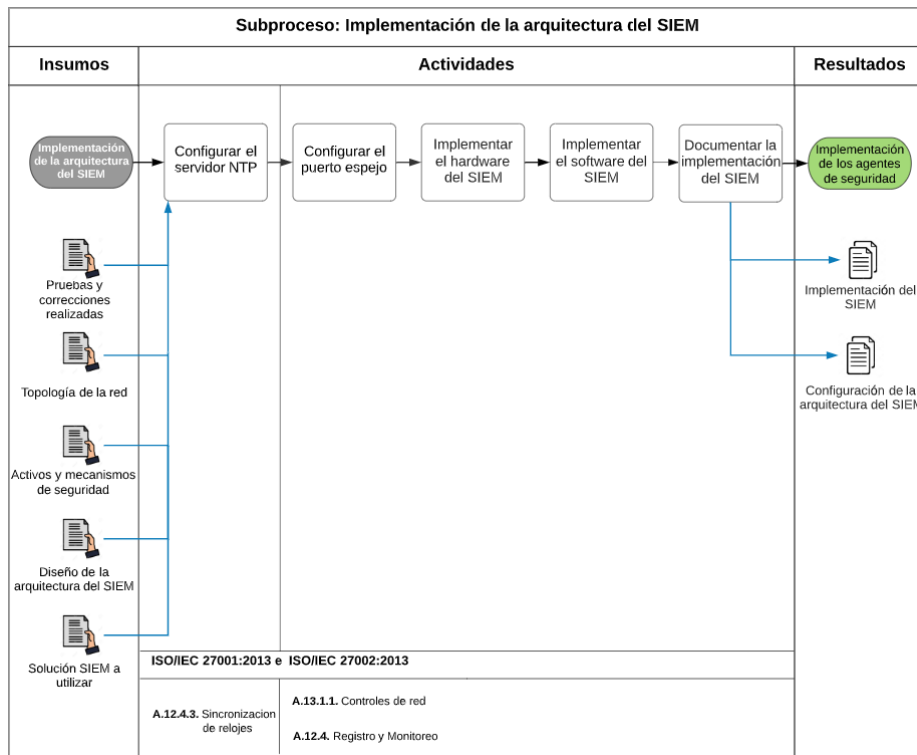 Subproceso: Implementación de la arquitectura del SIEM
Insumos
Actividades
Resultados
Implementación
de la arquitectura
del SIEM
Configurar el
servidor NTP
Configurar el
puerto espejo
Implementar
el hardware
del SIEM
Implementar
el software del
SIEM
Documentar la
implementación
del SIEM
Implementación
de los agentes
de seguridad
Pruebas y
correcciones
realizadas
Topología de la red
Activos y mecanismos
de seguridad
Diseño de la
arquitectura del SIEM
Solución SIEM a
utilizar
Implementación del
SIEM
Configuración de la
arquitectura del SIEM
ISO/IEC 27001:2013 e ISO/IEC 27002:2013
A.12.4.3. Sincronizacion
de relojes
A.13.1.1. Controles de red
A.12.4. Registro y Monitoreo